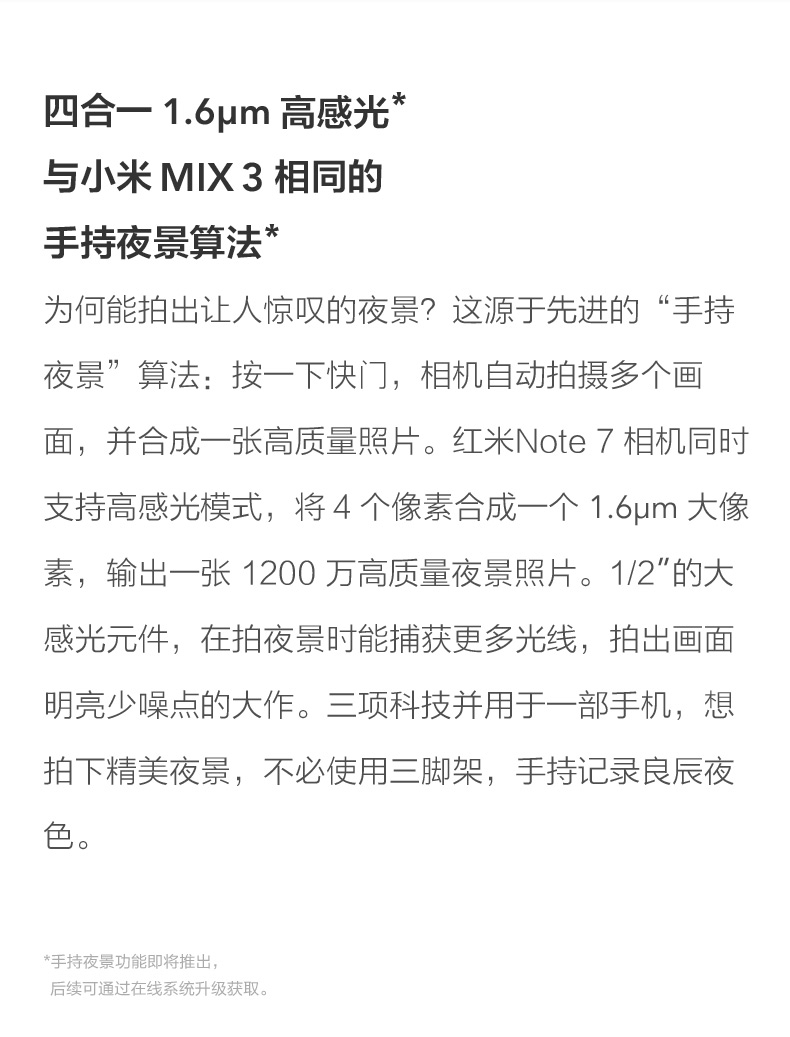 四合一 1.6μm 高感光*
与小米 MIX 3 相同的
手持夜景算法*
为何能拍出让人惊叹的夜景？这源于先进的“手持
夜景”算法：按一下快门，相机自动拍摄多个画
面，并合成一张高质量照片。红米Note 7 相机同时
支持高感光模式，将 4 个像素合成一个 1.6μm 大像
素，输出一张 1200 万高质量夜景照片。1/2″的大
感光元件，在拍夜景时能捕获更多光线，拍出画面
明亮少噪点的大作。三项科技并用于一部手机，想
拍下精美夜景，不必使用三脚架，手持记录良辰夜
色。
*手持夜景功能即将推出，
后续可通过在线系统升级获取。